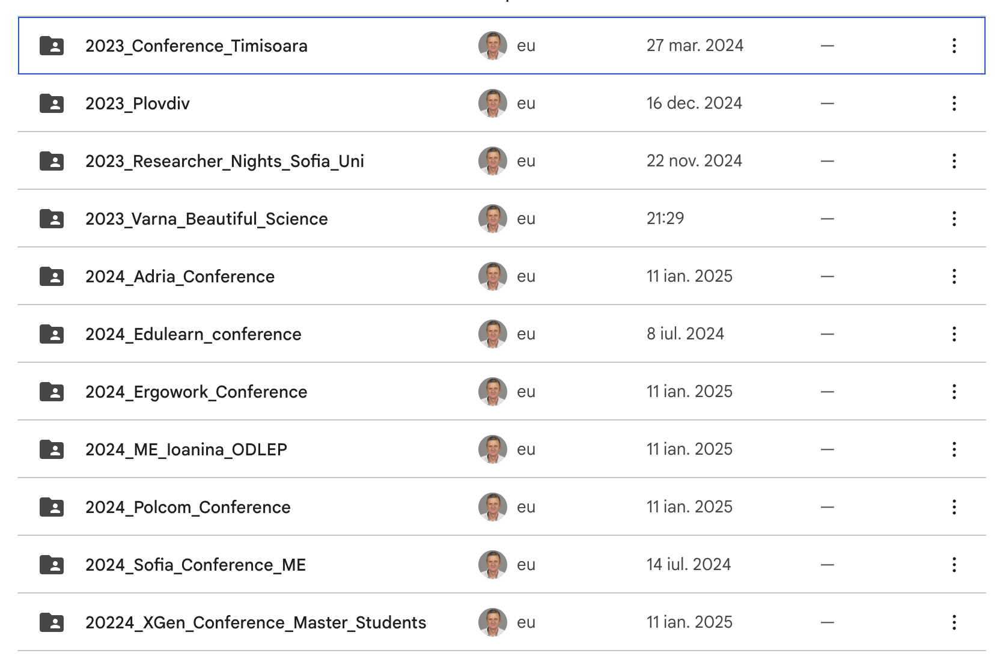 2023_Conference_Timisoara eu 27 mar. 2024 —
2023_Plovdiv eu 16 dec. 2024 —
2023_Researcher_Nights_Sofia_Uni eu 22 nov. 2024 —
2023_Varna_Beautiful_Science eu 21:29 —
2024_Adria_Conference eu 11 ian. 2025 —
2024_Edulearn_conference eu 8 iul. 2024 —
2024_Ergowork_Conference eu 11 ian. 2025 —
2024_ME_Ioanina_ODLEP eu 11 ian. 2025 —
2024_Polcom_Conference eu 11 ian. 2025 —
2024_Sofia_Conference_ME eu 14 iul. 2024 —
20224_XGen_Conference_Master_Students eu 11 ian. 2025 —